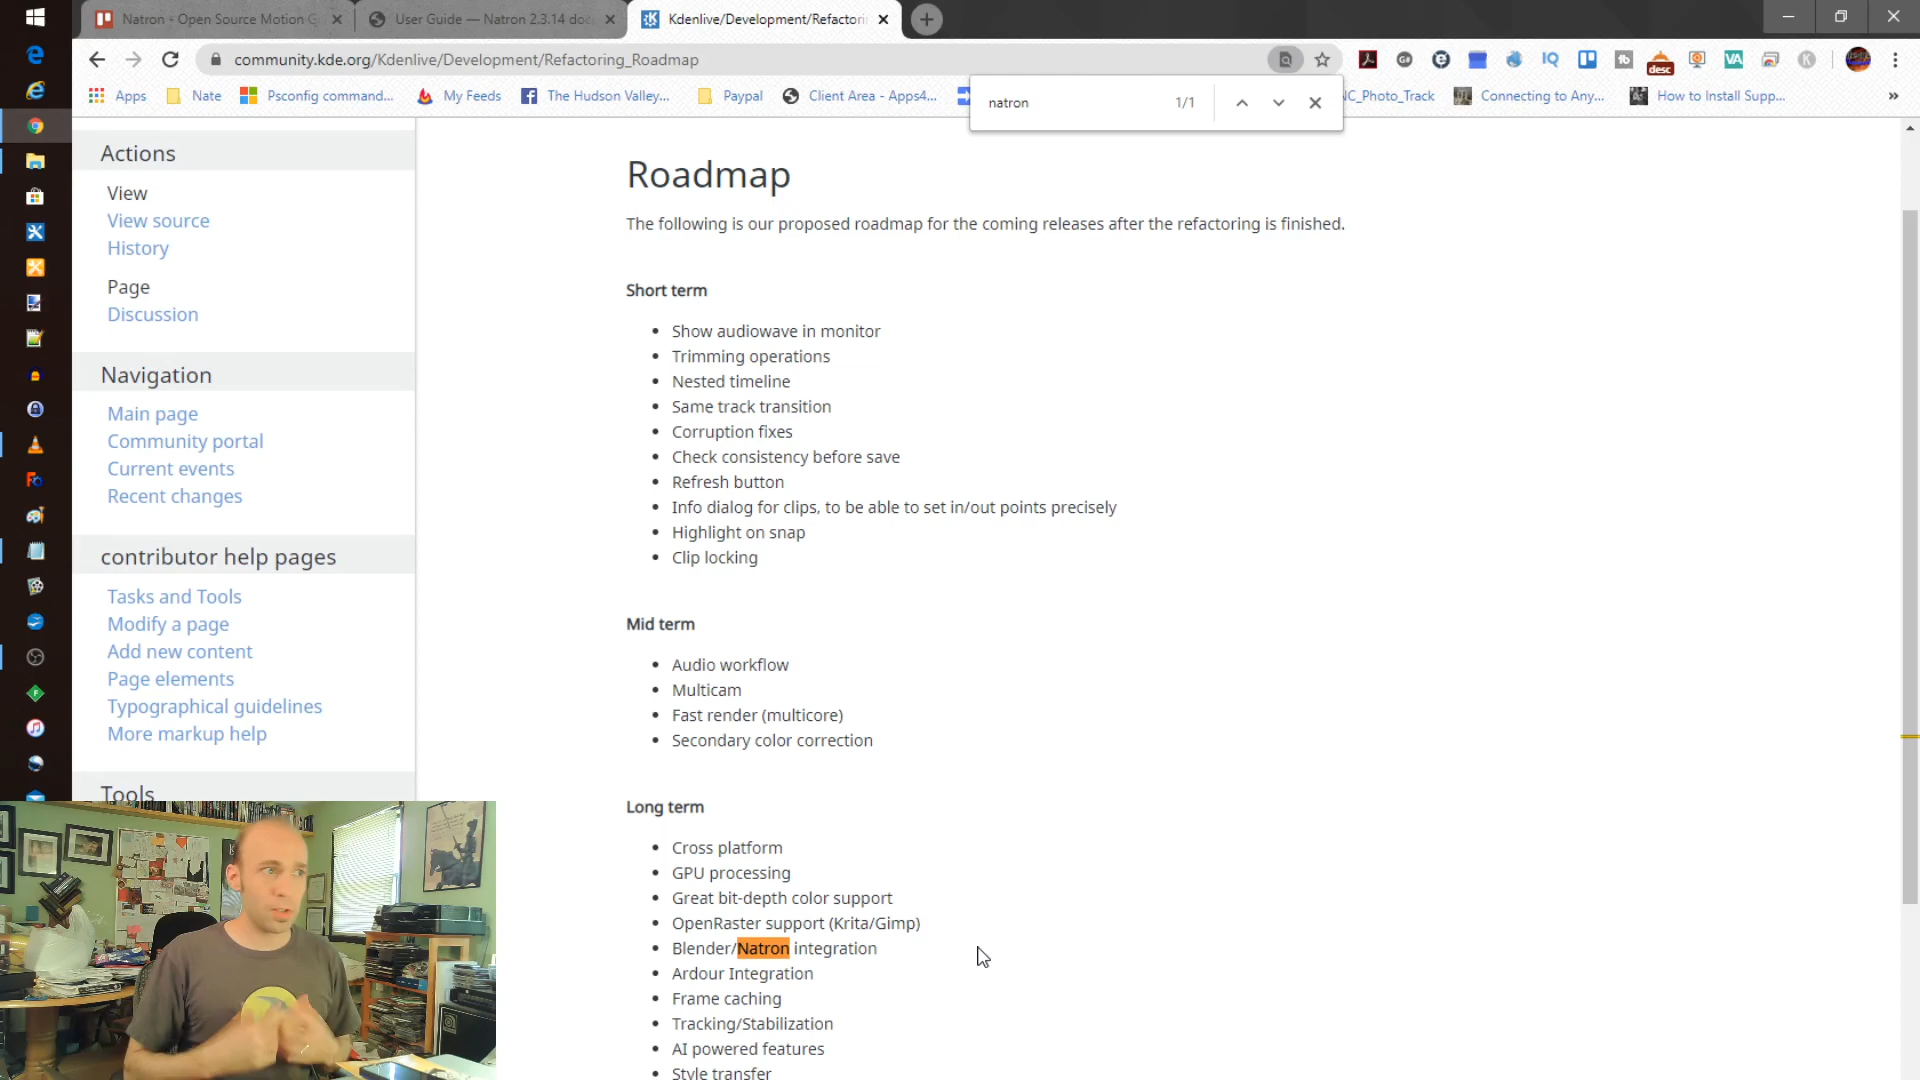 Natron - Open Source Motion G
User Guide — Natron 2.3.14 doc
Kdenlive/Development/Refactorin
community.kde.org/Kdenlive/Development/Refactoring_Roadmap
Apps
Nate
Psconfig command...
My Feeds
The Hudson Valley...
Paypal
Client Area - Apps4...
NC_Photo_Track
Connecting to Any...
How to Install Supp...
natron
1/1
Actions
View
View source
History
Page
Discussion
Navigation
Main page
Community portal
Current events
Recent changes
contributor help pages
Tasks and Tools
Modify a page
Add new content
Page elements
Typographical guidelines
More markup help
Tools
Roadmap
The following is our proposed roadmap for the coming releases after the refactoring is finished.
Short term
Show audiowave in monitor
Trimming operations
Nested timeline
Same track transition
Corruption fixes
Check consistency before save
Refresh button
Info dialog for clips, to be able to set in/out points precisely
Highlight on snap
Clip locking
Mid term
Audio workflow
Multicam
Fast render (multicore)
Secondary color correction
Long term
Cross platform
GPU processing
Great bit-depth color support
OpenRaster support (Krita/Gimp)
Blender/Natron integration
Ardour Integration
Frame caching
Tracking/Stabilization
AI powered features
Style transfer